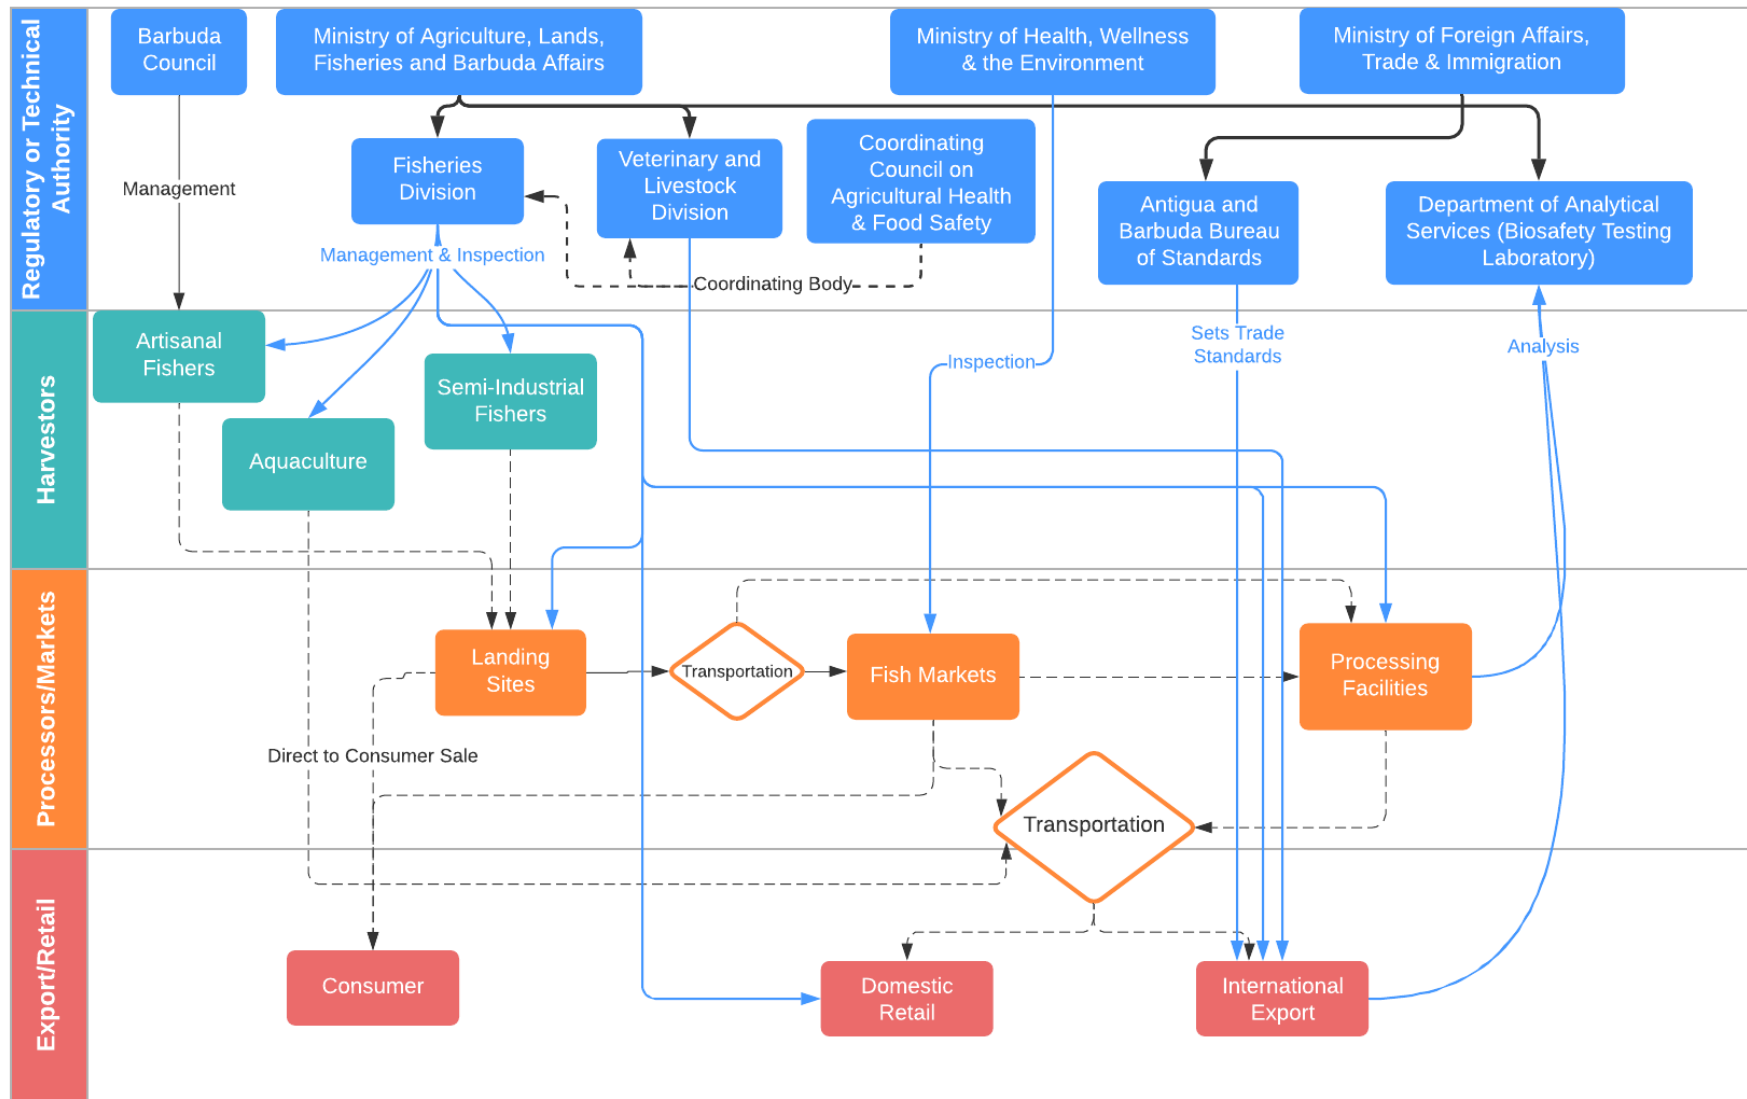 Regulatory or Technical
Authority
Barbuda
Council
Ministry of Agriculture, Lands,
Fisheries and Barbuda Affairs
Ministry of Health, Wellness
& the Environment
Ministry of Foreign Affairs,
Trade & Immigration
Fisheries
Division
Veterinary and
Livestock
Division
Coordinating
Council on
Agricultural Health
& Food Safety
Antigua and
Barbuda Bureau
of Standards
Department of Analytical
Services (Biosafety Testing
Laboratory)
Management
Management & Inspection
Coordinating Body
Harvestors
Artisanal
Fishers
Semi-Industrial
Fishers
Aquaculture
Inspection
Sets Trade
Standards
Analysis
Processors/Markets
Landing
Sites
Transportation
Fish Markets
Processing
Facilities
Direct to Consumer Sale
Transportation
Export/Retail
Consumer
Domestic
Retail
International
Export